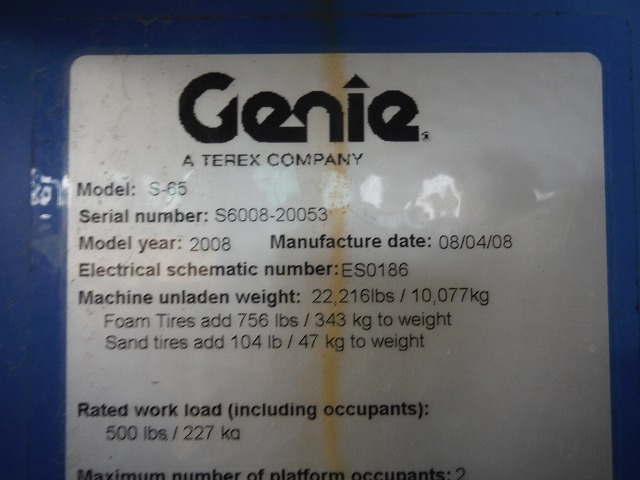 Genie
A TEREX COMPANY
Model: S-65
Serial number: S6008-20053
Model year: 2008 Manufacture date: 08/04/08
Electrical schematic number: ES0186
Machine unladen weight: 22,216lbs / 10,077kg
Foam Tires add 756 lbs / 343 kg to weight
Sand tires add 104 lb / 47 kg to weight
Rated work load (including occupants):
500 lbs / 227 kg
Maximum number of platform occupants: 2